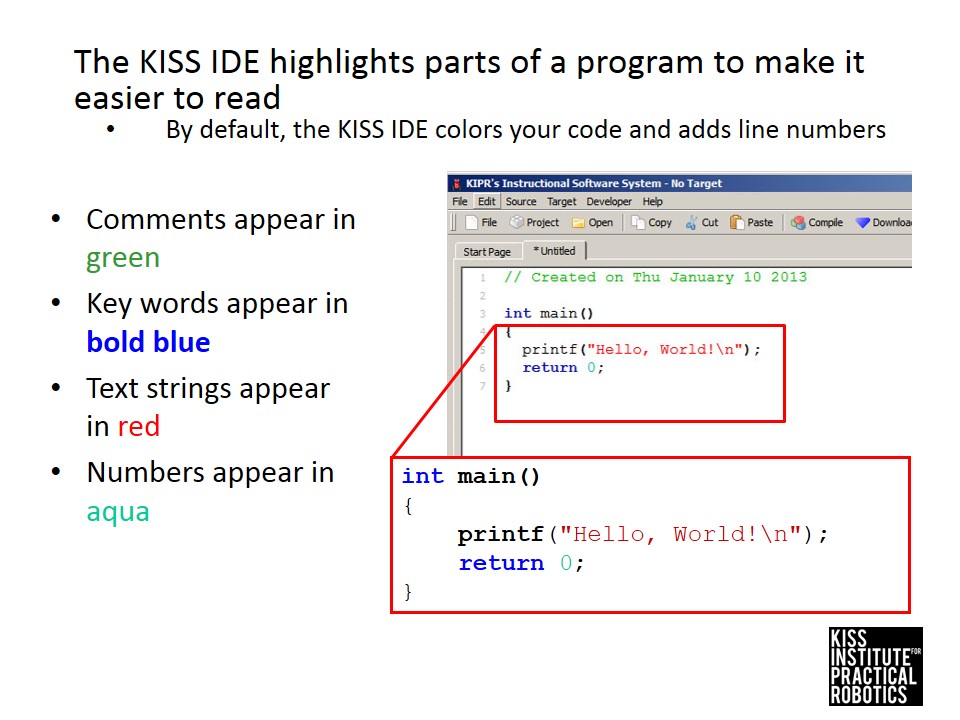 The KISS IDE highlights parts of a program to make it
easier to read
• By default, the KISS IDE colors your code and adds line numbers
• Comments appear in
green
• Key words appear in
bold blue
• Text strings appear
in red
• Numbers appear in
aqua
KIPR's Instructional Software System - No Target
File Edit Source Target Developer Help
File Project Open Copy Cut Paste Compile Downloa
Start Page * Untitled
1 // Created on Thu January 10 2013
2
3 int main()
4 {
5 printf("Hello, World!\n");
6 return 0;
7 }
int main()
{
printf("Hello, World!\n");
return 0;
}
KISS
INSTITUTE FOR
PRACTICAL
ROBOTICS